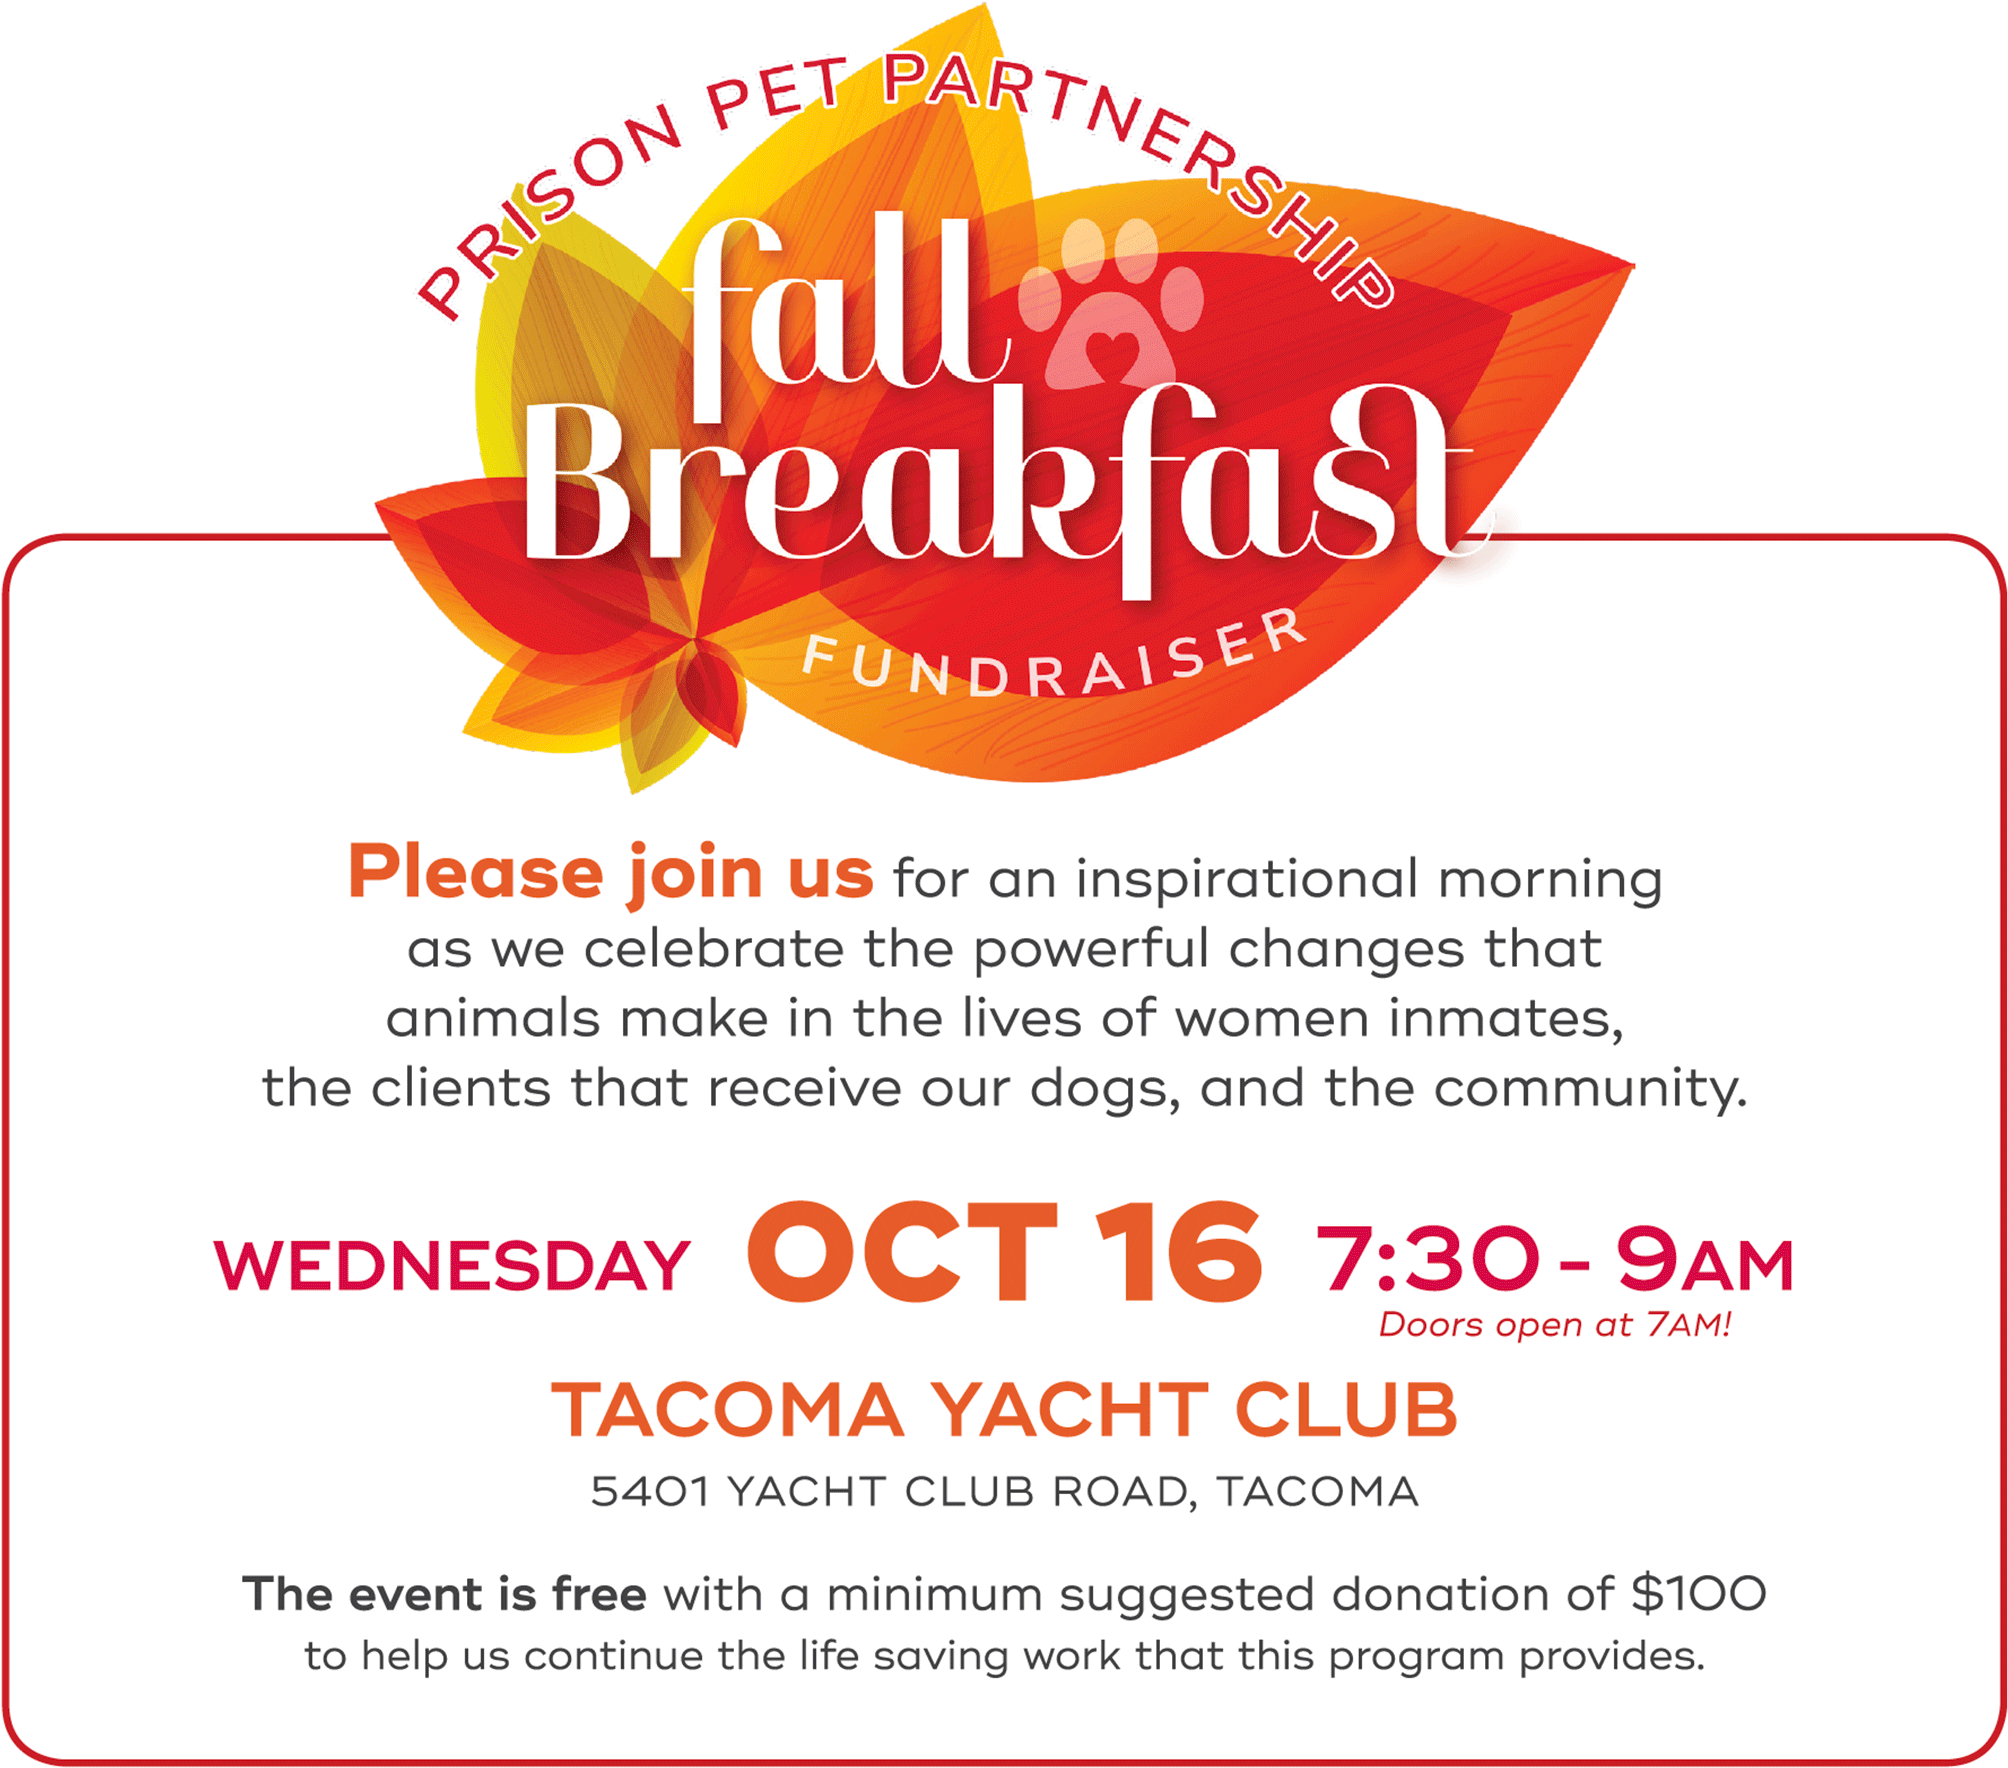 PRISON PET PARTNERSHIP
fall
Breakfast
FUNDRAISER
Please join us for an inspirational morning
as we celebrate the powerful changes that
animals make in the lives of women inmates,
the clients that receive our dogs, and the community.
WEDNESDAY OCT 16 7:30 - 9AM
Doors open at 7AM!
TACOMA YACHT CLUB
5401 YACHT CLUB ROAD, TACOMA
The event is free with a minimum suggested donation of $100
to help us continue the life saving work that this program provides.